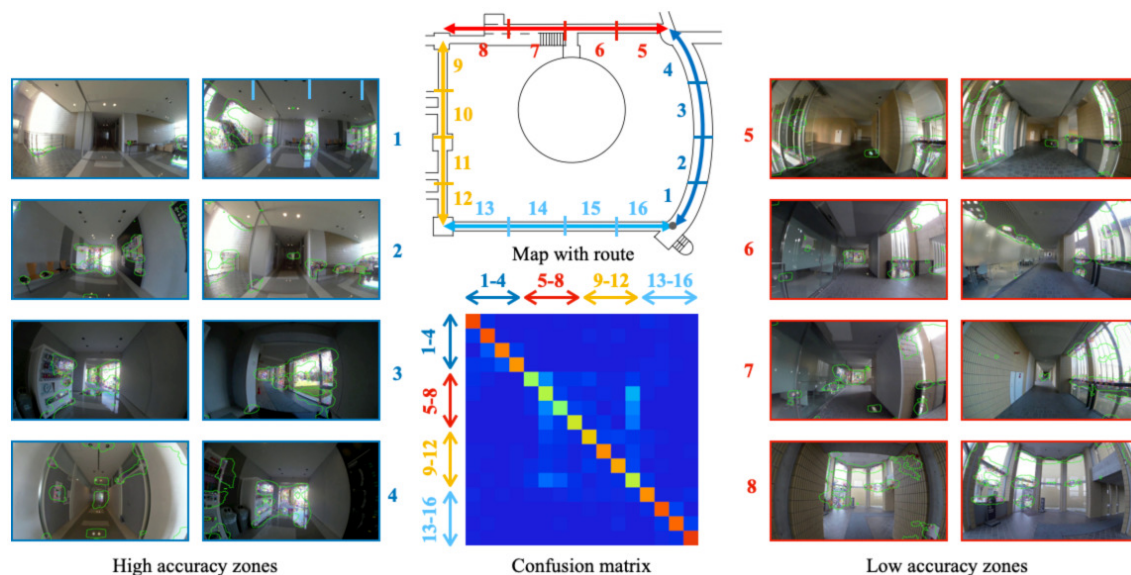 1
2
3
4
High accuracy zones
8 7 6 5
9
10
11
12
4
3
2
1
13 14 15 16
Map with route
1-4 5-8 9-12 13-16
1-4
5-8
9-12
13-16
Confusion matrix
5
6
7
8
Low accuracy zones